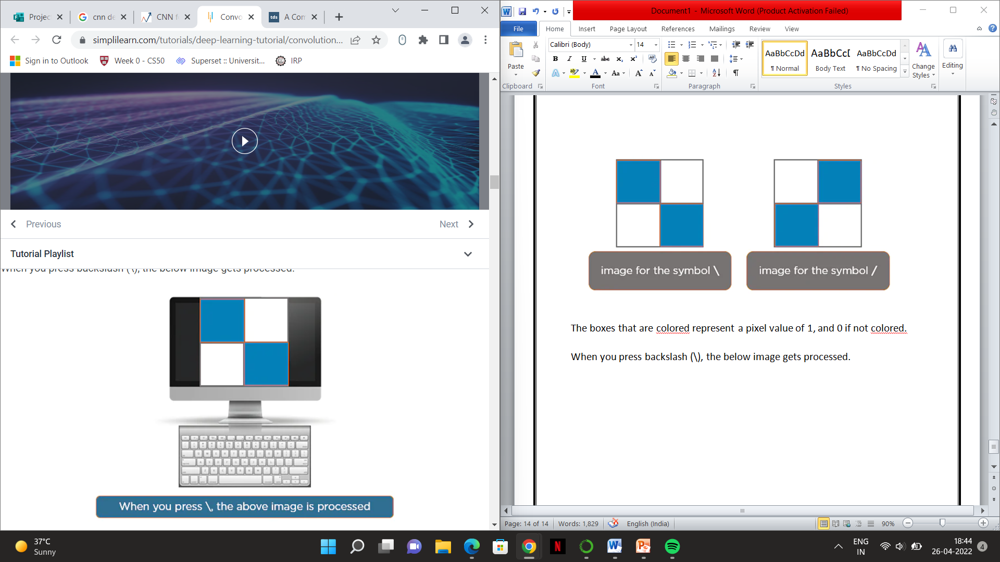 Projec
cn de
CNN f
Convo
A Con
simplilearn.com/tutorials/deep-learning-tutorial/convolution...
Sign in to Outlook
Week 0 - CS50
Superset :: Universit...
IRP
Previous
Next
Tutorial Playlist
When you press backslash (\), the below image gets processed.
When you press \, the above image is processed
Document1 - Microsoft Word (Product Activation Failed)
File Home Insert Page Layout References Mailings Review View
Paste
Clipboard
Calibri (Body) 14
B I U abc x₂ x²
A ab A Aa A A
Font
Paragraph
AaBbCcDd AaBbCcI AaBbCcDd
¶ Normal Body Text ¶ No Spacing
Styles
Change Styles
Editing
image for the symbol \
image for the symbol /
The boxes that are colored represent a pixel value of 1, and 0 if not colored.
When you press backslash (\), the below image gets processed.
Page: 14 of 14 Words: 1,829 English (India) 90%
37°C
Sunny
ENG
IN
18:44
26-04-2022
4